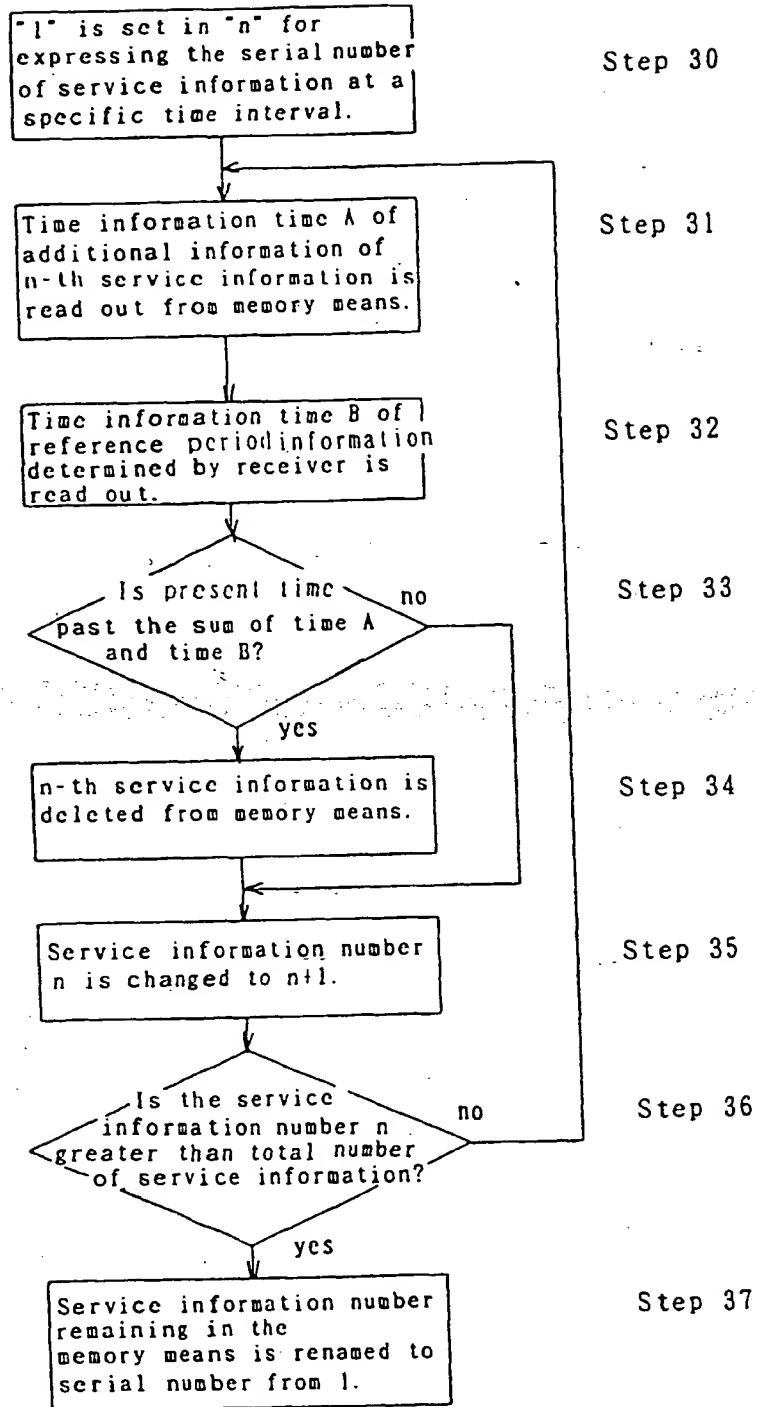 "1" is set in "n" for
expressing the serial number
of service information at a
specific time interval.
Step 30
Time information time A of
additional information of
n-th service information is
read out from memory means.
Step 31
Time information time B of
reference period information
determined by receiver is
read out.
Step 32
Is present time
past the sum of time A
and time B?
no
yes
Step 33
n-th service information is
deleted from memory means.
Step 34
Service information number
n is changed to n+1.
Step 35
Is the service
information number n
greater than total number
of service information?
no
yes
Step 36
Service information number
remaining in the
memory means is renamed to
serial number from 1.
Step 37